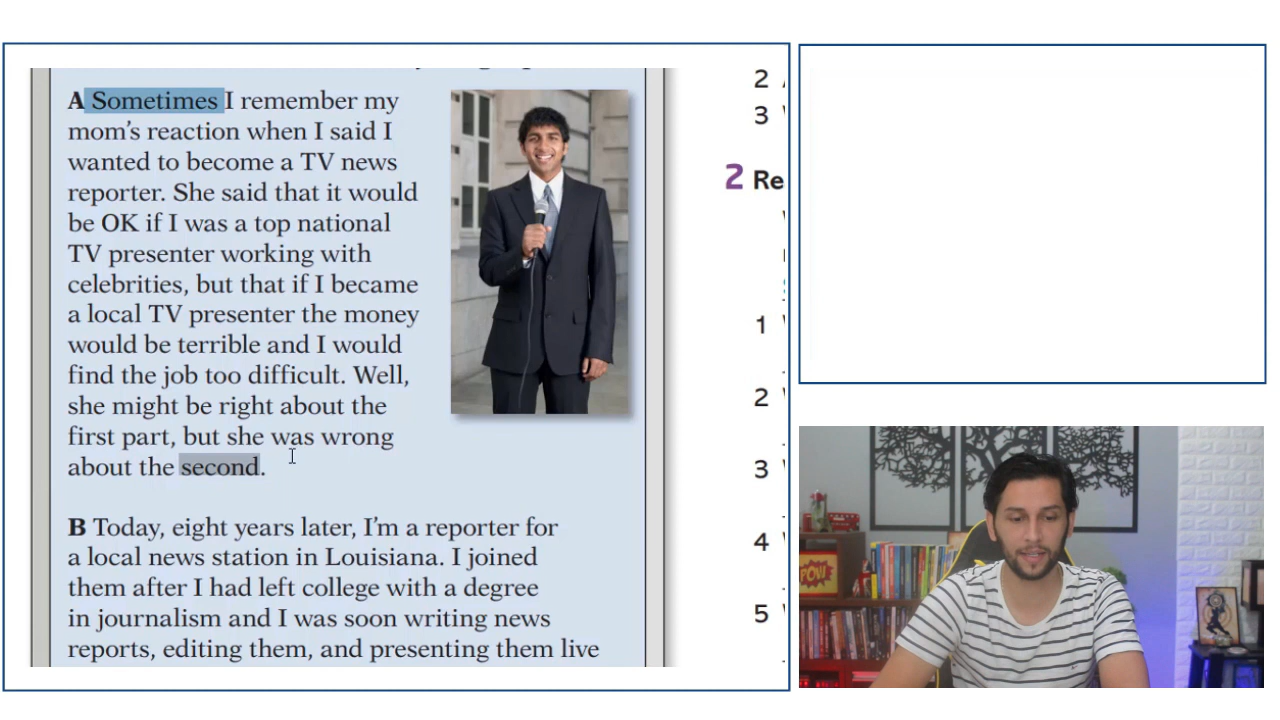 A Sometimes I remember my
mom's reaction when I said I
wanted to become a TV news
reporter. She said that it would
be OK if I was a top national
TV presenter working with
celebrities, but that if I became
a local TV presenter the money
would be terrible and I would
find the job too difficult. Well,
she might be right about the
first part, but she was wrong
about the second.
B Today, eight years later, I'm a reporter for
a local news station in Louisiana. I joined
them after I had left college with a degree
in journalism and I was soon writing news
reports, editing them, and presenting them live
2
3
2 Re
1
2
3
4
5
POW